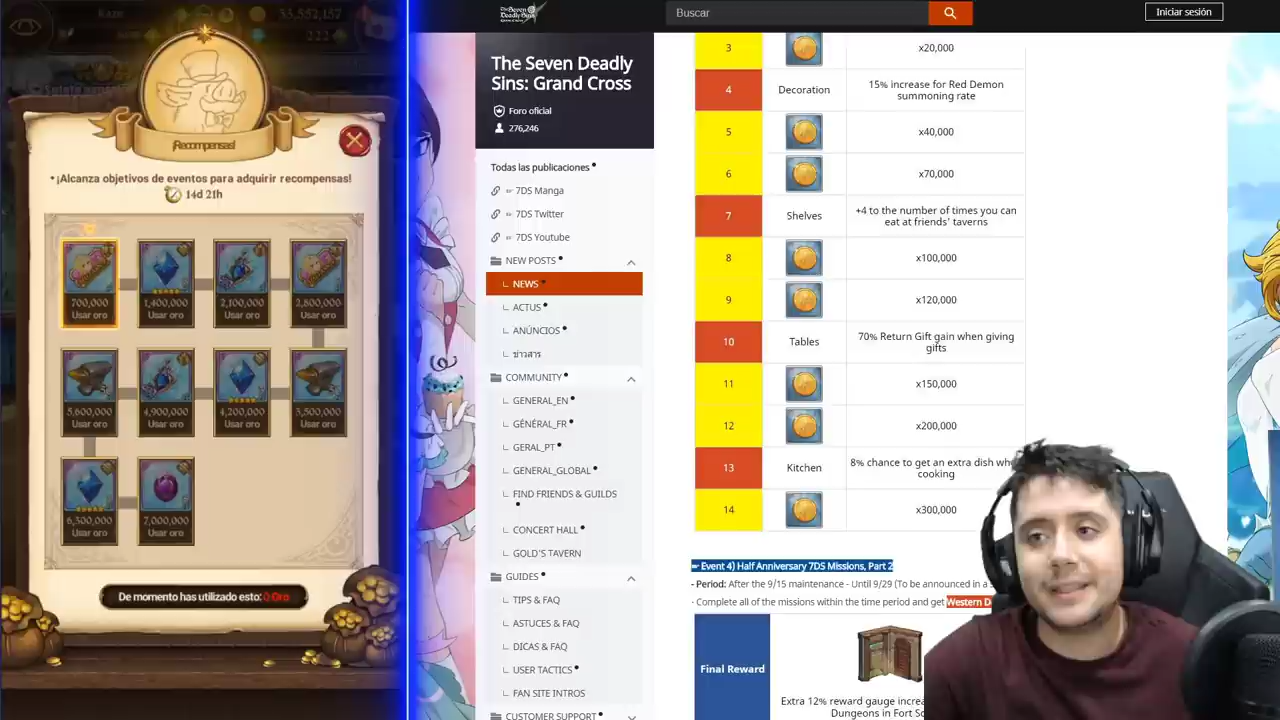 33,552,157
222
¡Recompensas!
• ¡Alcanza objetivos de eventos para adquirir recompensas!
14d 21h
700,000
Usar oro
1,400,000
Usar oro
2,100,000
Usar oro
2,800,000
Usar oro
5,600,000
Usar oro
4,900,000
Usar oro
4,200,000
Usar oro
3,500,000
Usar oro
6,300,000
Usar oro
7,000,000
Usar oro
De momento has utilizado esto: 0 Oro
The Seven Deadly Sins
Buscar
Iniciar sesión
The Seven Deadly
Sins: Grand Cross
Foro oficial
276,246
Todas las publicaciones
7DS Manga
7DS Twitter
7DS Youtube
NEW POSTS
NEWS
ACTUS
ANÚNCIOS
ข่าวสาร
COMMUNITY
GENERAL_EN
GÉNÉRAL_FR
GERAL_PT
GENERAL_GLOBAL
FIND FRIENDS & GUILDS
CONCERT HALL
GOLD'S TAVERN
GUIDES
TIPS & FAQ
ASTUCES & FAQ
DICAS & FAQ
USER TACTICS
FAN SITE INTROS
CUSTOMER SUPPORT
3 x20,000
4 Decoration 15% increase for Red Demon
summoning rate
5 x40,000
6 x70,000
7 Shelves +4 to the number of times you can
eat at friends' taverns
8 x100,000
9 x120,000
10 Tables 70% Return Gift gain when giving
gifts
11 x150,000
12 x200,000
13 Kitchen 8% chance to get an extra dish
cooking
14 x300,000
Event 4) Half Anniversary 7DS Missions, Part 2
- Period: After the 9/15 maintenance - Until 9/29 (To be announced in a
- Complete all of the missions within the time period and get Western
Final Reward
Extra 12% reward gauge
Dungeons in Fort